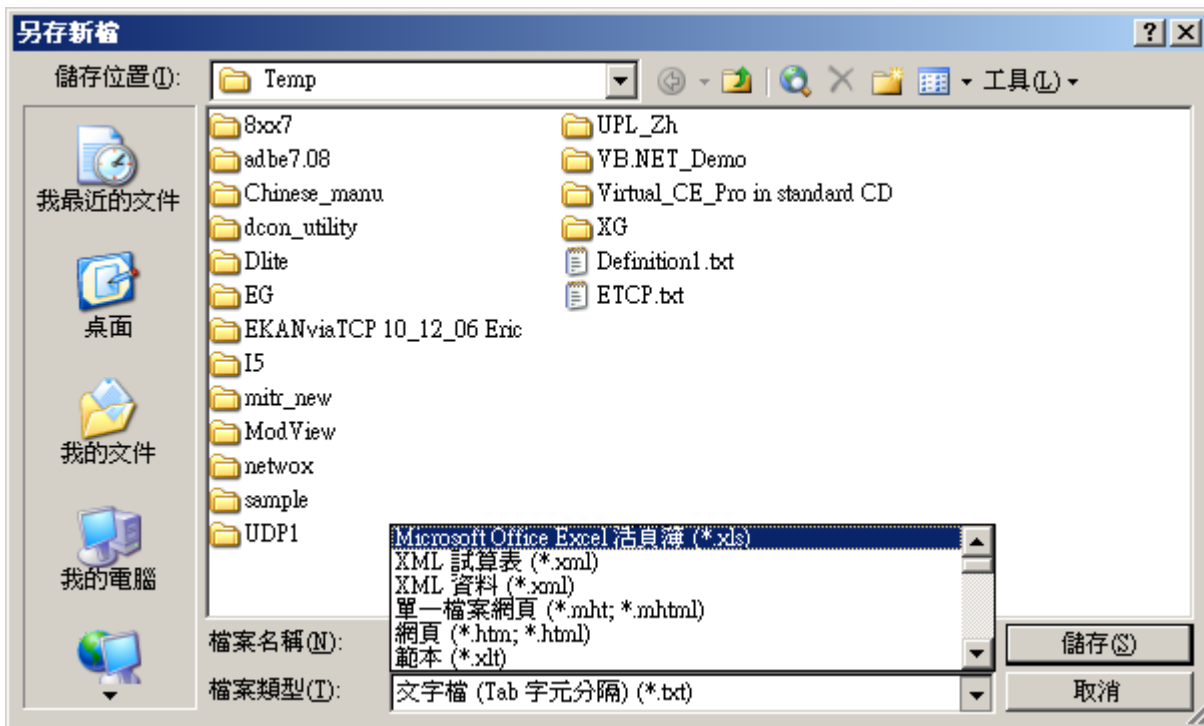 另存新檔
儲存位置(I):
Temp
工具(L)
我最近的文件
桌面
我的文件
我的電腦
8xx7
adbe7.08
Chinese_manu
dcon_utility
Dlite
EG
EKANviaTCP 10_12_06 Eric
I5
mitr_new
ModView
netwox
sample
UDP1
UPL_Zh
VB.NET_Demo
Virtual_CE_Pro in standard CD
XG
Definition1.txt
ETCP.txt
Microsoft Office Excel 活頁簿 (*.xls)
XML 試算表 (*.xml)
XML 資料 (*.xml)
單一檔案網頁 (*.mht; *.mhtml)
網頁 (*.htm; *.html)
範本 (*.xlt)
檔案名稱(N):
儲存(S)
檔案類型(T):
文字檔 (Tab 字元分隔) (*.txt)
取消